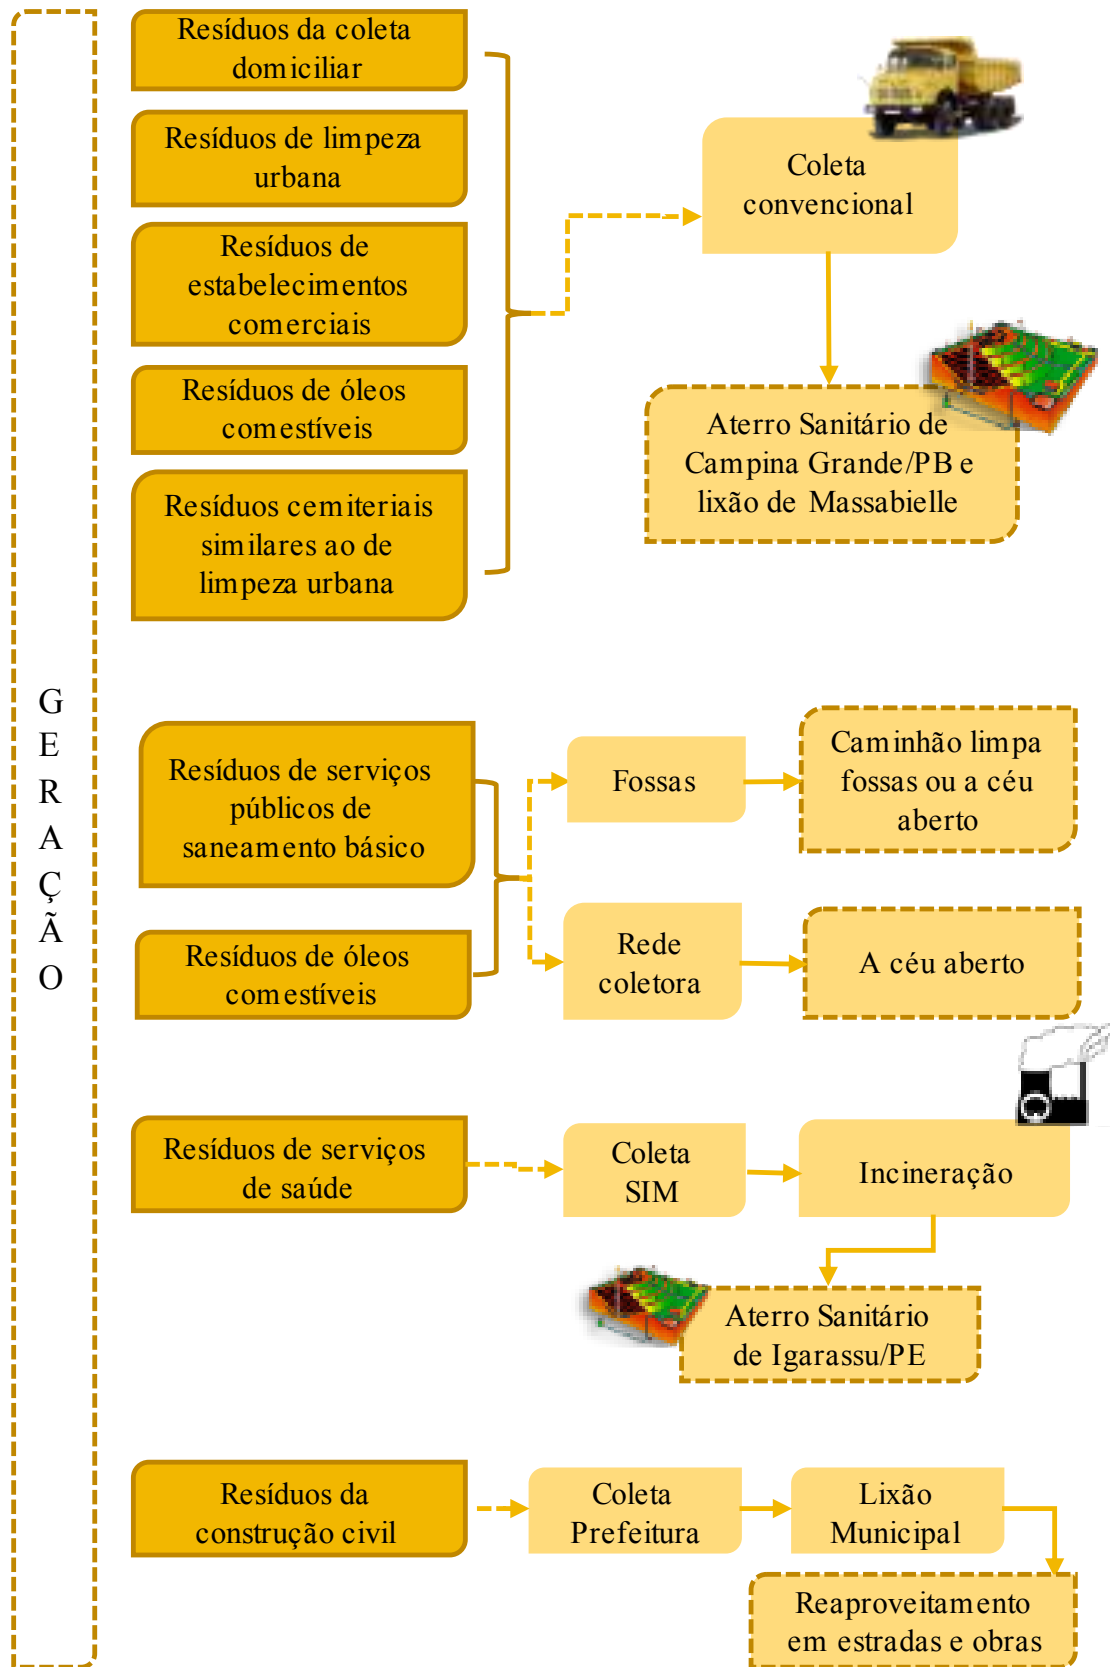 G
E
R
A
Ç
Ã
O
Resíduos da coleta
domiciliar
Resíduos de limpeza
urbana
Resíduos de
estabelecimentos
comerciais
Resíduos de óleos
comestíveis
Resíduos cemiteriais
similares ao de
limpeza urbana
Coleta
convencional
Aterro Sanitário de
Campina Grande/PB e
lixão de Massabielle
Resíduos de serviços
públicos de
saneamento básico
Resíduos de óleos
comestíveis
Fossas
Caminhão limpa
fossas ou a céu
aberto
Rede
coletora
A céu aberto
Resíduos de serviços
de saúde
Coleta
SIM
Incineração
Aterro Sanitário
de Igarassu/PE
Resíduos da
construção civil
Coleta
Prefeitura
Lixão
Municipal
Reaproveitamento
em estradas e obras